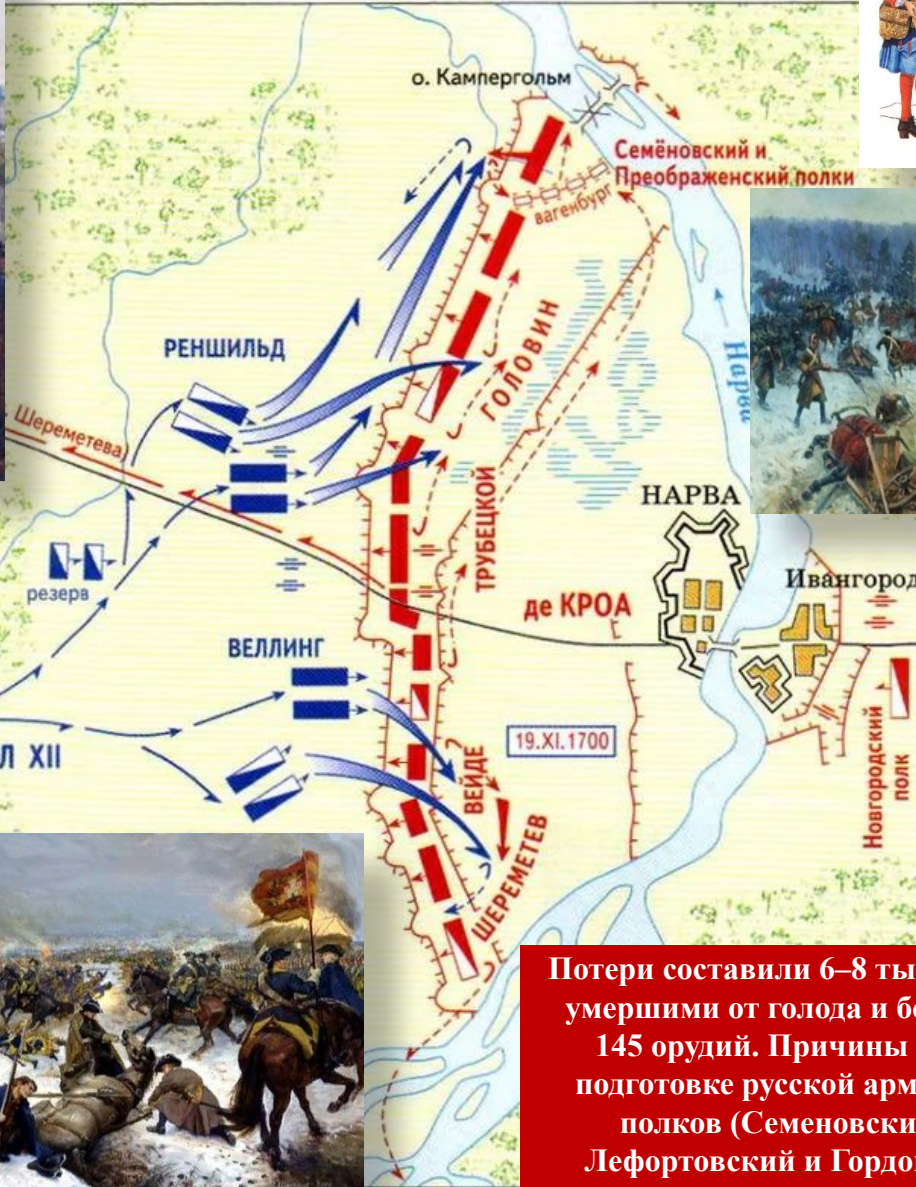 о. Кампергольм
Семёновский и
Преображенский полки
вагенбург
РЕНШИЛЬД
ГОЛОВИН
Нарва
Шереметева
ТРУБЕЦКОЙ
НАРВА
Ивангород
резерв
де КРОА
ВЕЛЛИНГ
Л XII
19.XI.1700
ВЕЙДЕ
Новгородский
полк
ШЕРЕМЕТЕВ
Потери составили 6–8 ты
умершими от голода и бо
145 орудий. Причины
подготовке русской арм
полков (Семеновски
Лефортовский и Гордо